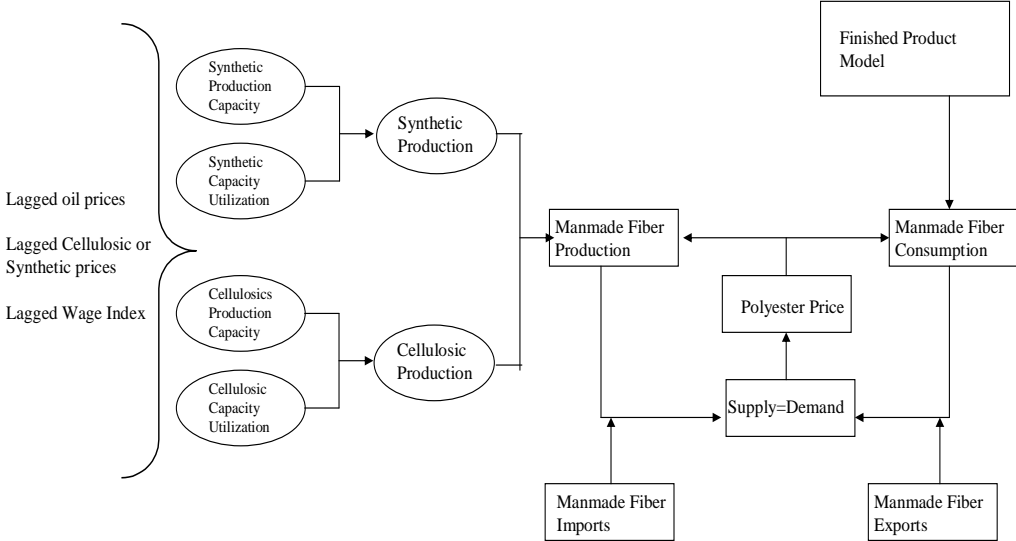 Lagged oil prices
Lagged Cellulosic or
Synthetic prices
Lagged Wage Index
Synthetic
Production
Capacity
Synthetic
Capacity
Utilization
Cellulosics
Production
Capacity
Cellulosic
Capacity
Utilization
Synthetic
Production
Cellulosic
Production
Manmade Fiber
Production
Finished Product
Model
Manmade Fiber
Consumption
Polyester Price
Supply=Demand
Manmade Fiber
Imports
Manmade Fiber
Exports